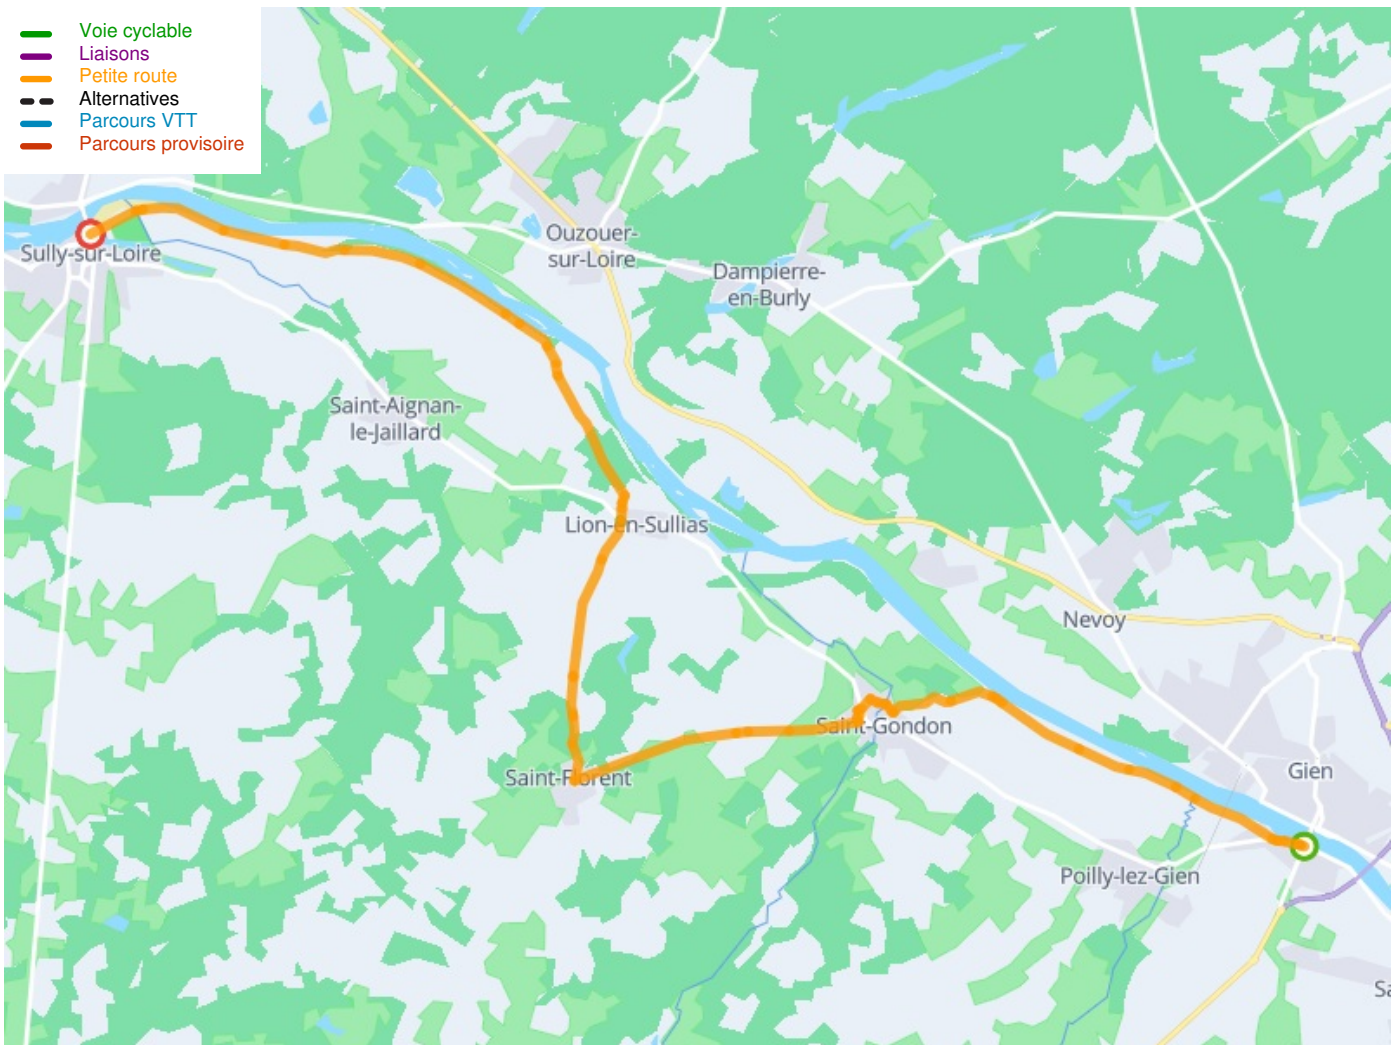 Voie cyclable
Liaisons
Petite route
Alternatives
Parcours VTT
Parcours provisoire
Sully-sur-Loire
Ouzouer-
sur-Loire
Dampierre-
en-Burly
Saint-Aignan-
le-Jaillard
Lion-en-Sullias
Nevoy
Saint-Gondon
Saint-Florent
Gien
Poilly-lez-Gien